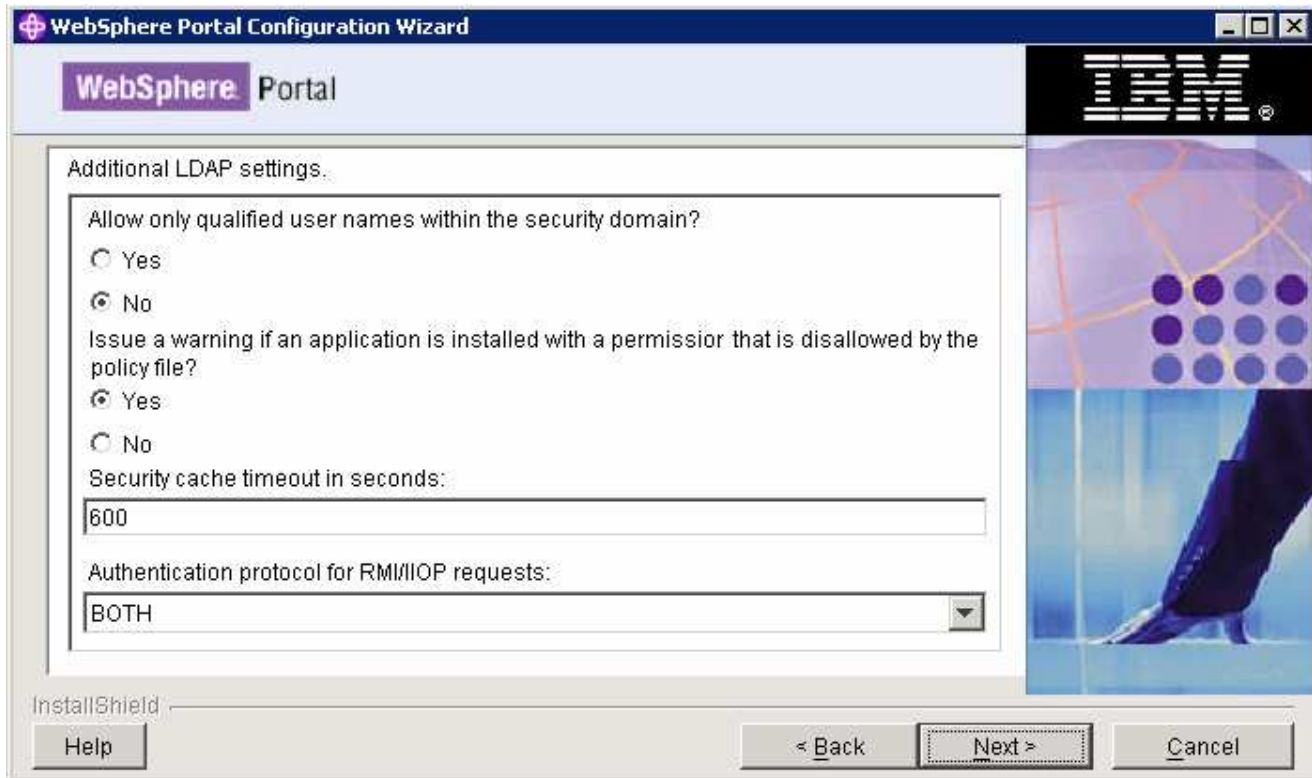 WebSphere Portal Configuration Wizard
WebSphere Portal
IBM®
Additional LDAP settings.
Allow only qualified user names within the security domain?
Yes
No
Issue a warning if an application is installed with a permissior that is disallowed by the
policy file?
Yes
No
Security cache timeout in seconds:
600
Authentication protocol for RMI/IIOP requests:
BOTH
InstallShield
Help
< Back
Next >
Cancel